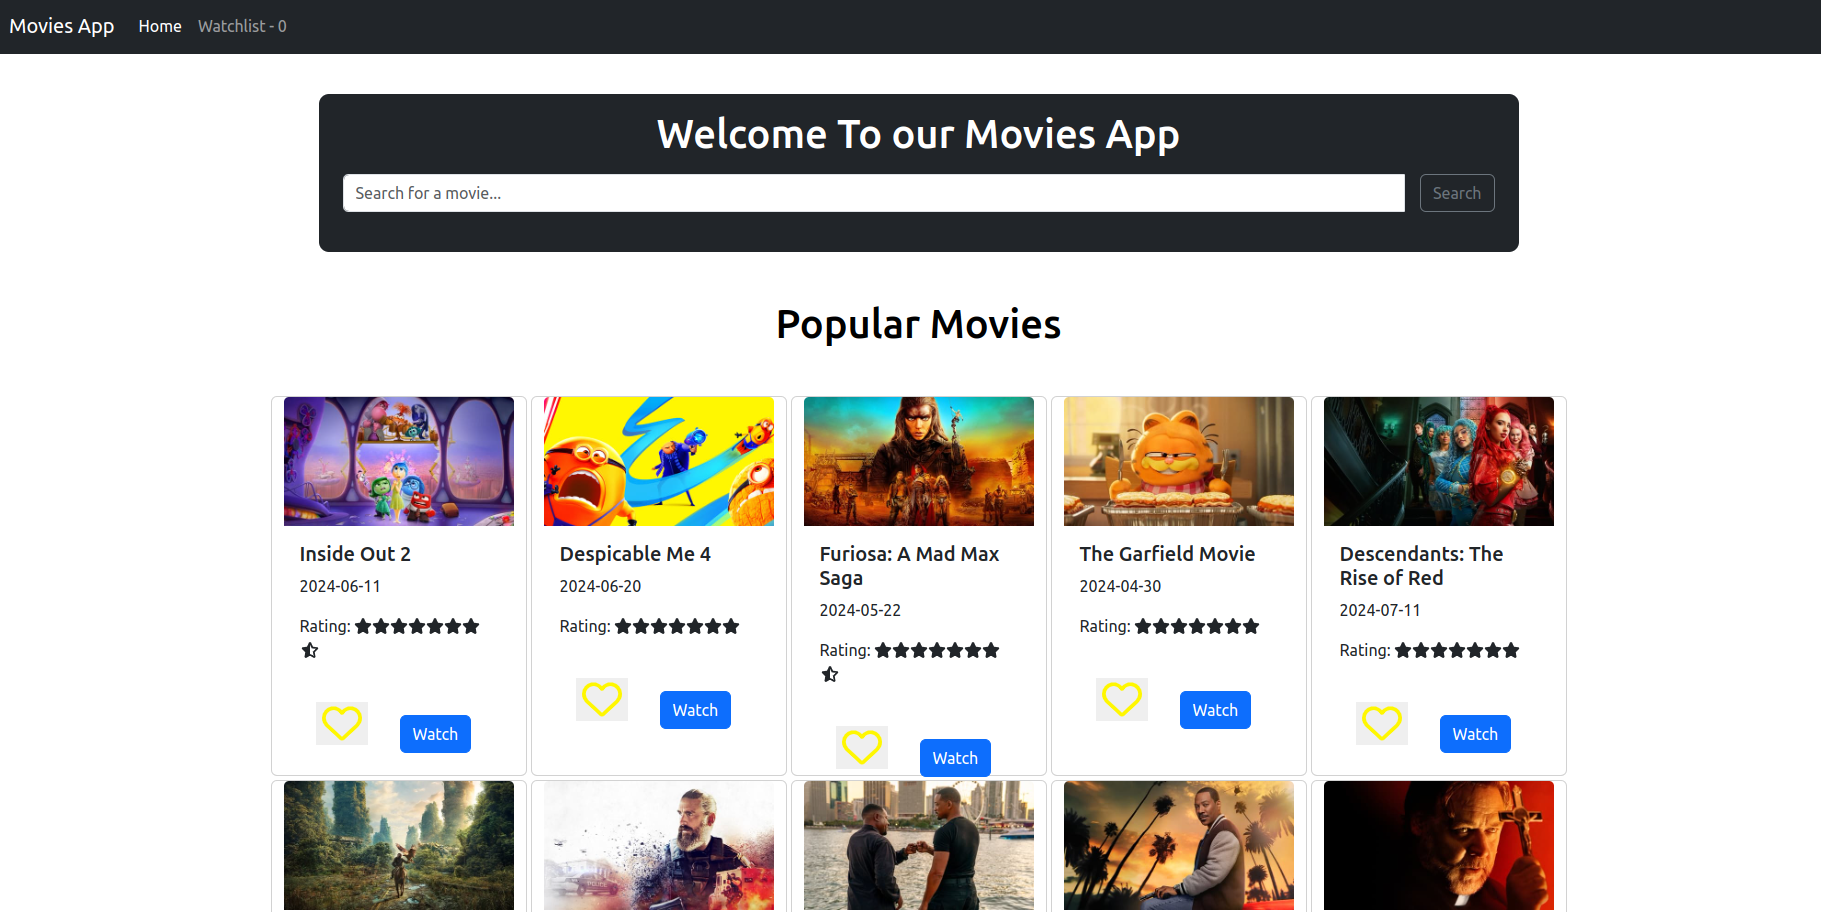 Movies App Home Watchlist - 0
Welcome To our Movies App
Search for a movie...
Search
Popular Movies
Inside Out 2
2024-06-11
Rating:
Watch
Despicable Me 4
2024-06-20
Rating:
Watch
Furiosa: A Mad Max
Saga
2024-05-22
Rating:
Watch
The Garfield Movie
2024-04-30
Rating:
Watch
Descendants: The
Rise of Red
2024-07-11
Rating:
Watch